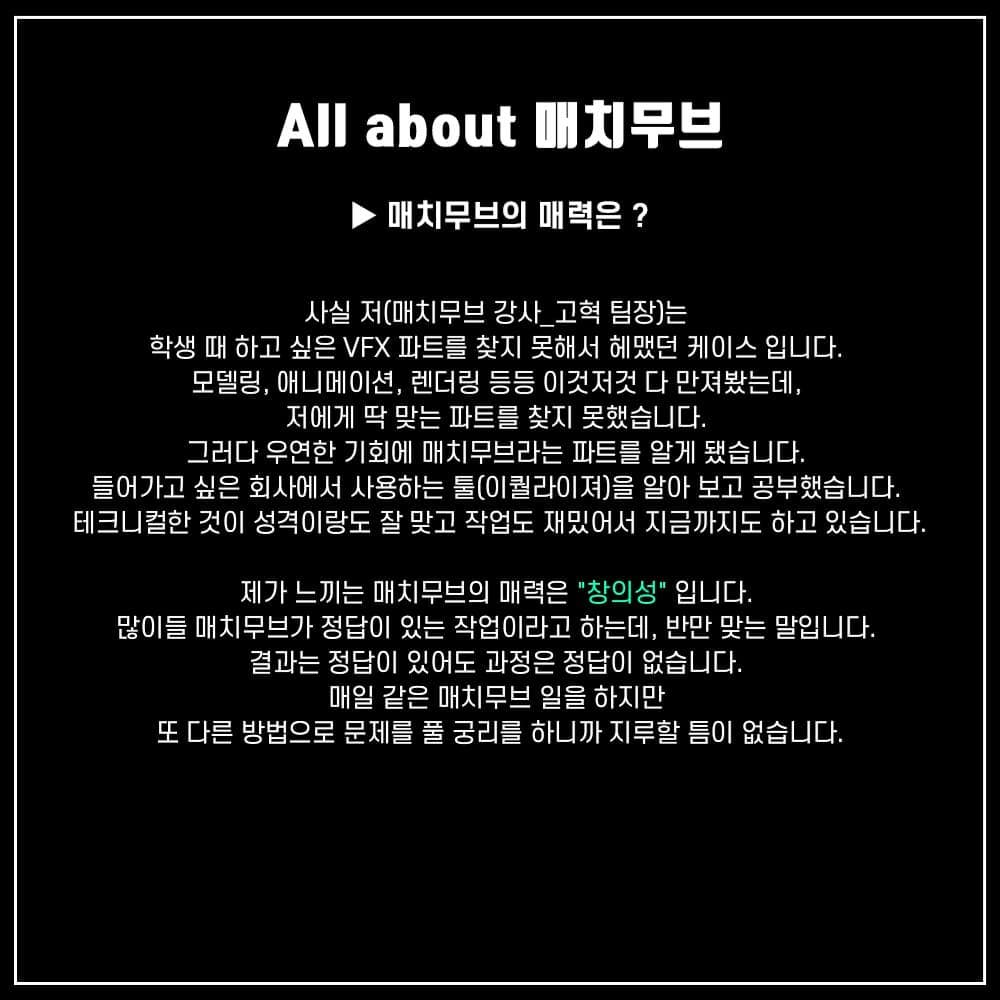 All about 매치무브
▶ 매치무브의 매력은 ?
사실 저(매치무브 강사_고혁 팀장)는
학생 때 하고 싶은 VFX 파트를 찾지 못해서 헤맸던 케이스 입니다.
모델링, 애니메이션, 렌더링 등등 이것저것 다 만져봤는데,
저에게 딱 맞는 파트를 찾지 못했습니다.
그러다 우연한 기회에 매치무브라는 파트를 알게 됐습니다.
들어가고 싶은 회사에서 사용하는 툴(이퀄라이져)을 알아 보고 공부했습니다.
테크니컬한 것이 성격이랑도 잘 맞고 작업도 재밌어서 지금까지도 하고 있습니다.
제가 느끼는 매치무브의 매력은 "창의성" 입니다.
많이들 매치무브가 정답이 있는 작업이라고 하는데, 반만 맞는 말입니다.
결과는 정답이 있어도 과정은 정답이 없습니다.
매일 같은 매치무브 일을 하지만
또 다른 방법으로 문제를 풀 궁리를 하니까 지루할 틈이 없습니다.